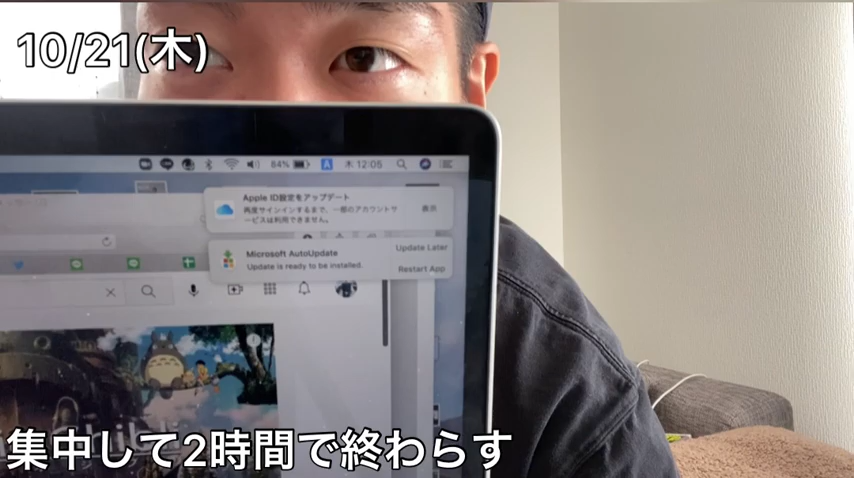 10/21(木)
84%
A
木 12:05
Apple ID設定をアップデート
再度サインインするまで、一部のアカウントサ
ービスは利用できません。
表示
Microsoft AutoUpdate
Update is ready to be installed.
Update Later
Restart App
集中して2時間で終わらす